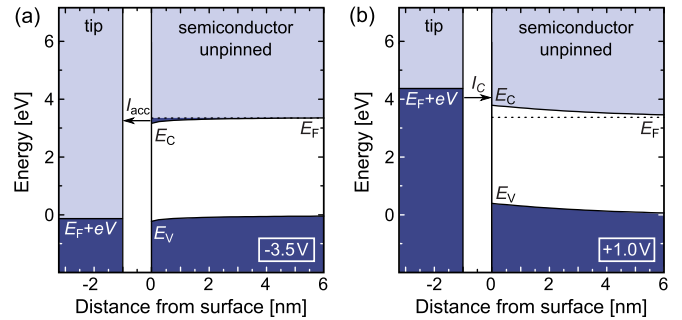 (a)
tip
semiconductor
unpinned
Energy [eV]
6
4
2
0
I_acc
E_C
E_F
E_F+eV
E_V
-3.5 V
-2
0
2
4
6
Distance from surface [nm]
(b)
tip
semiconductor
unpinned
Energy [eV]
6
4
2
0
E_F+eV
I_C
E_C
E_F
E_V
+1.0 V
-2
0
2
4
6
Distance from surface [nm]